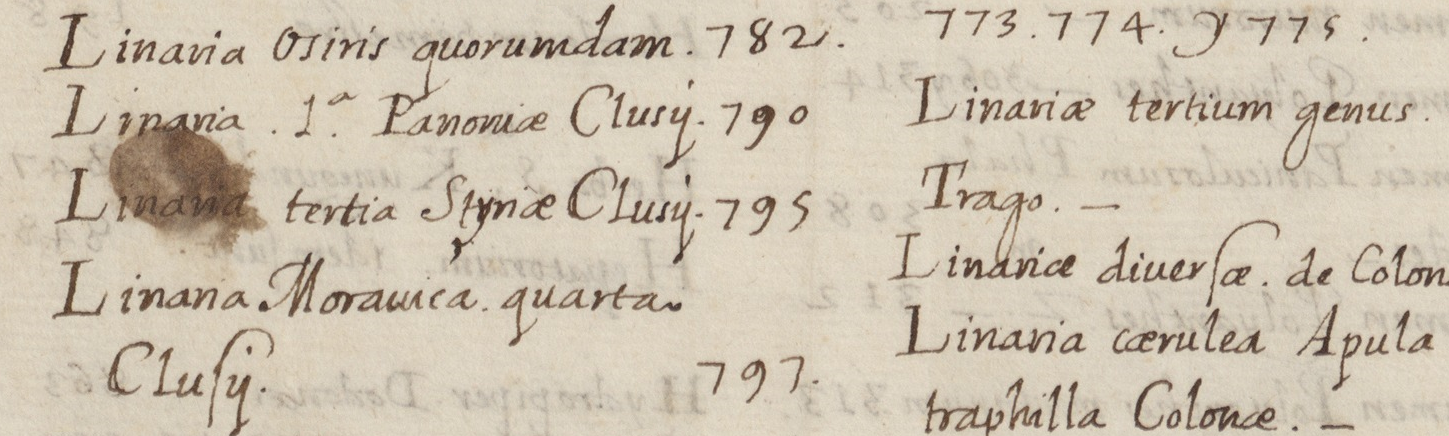 Linaria Osiris quorumdam. 782.
Linaria. 1ª. Panoniæ Clusij. 790
Linaria tertia Styriæ Clusij. 795
Linaria Morauica. quarta.
Clusij. 797.
773. 774. y 775.
Linariæ tertium genus.
Trago. —
Linariæ diuersæ. de Colon
Linaria cærulea Apula
traphilla Colonæ. —